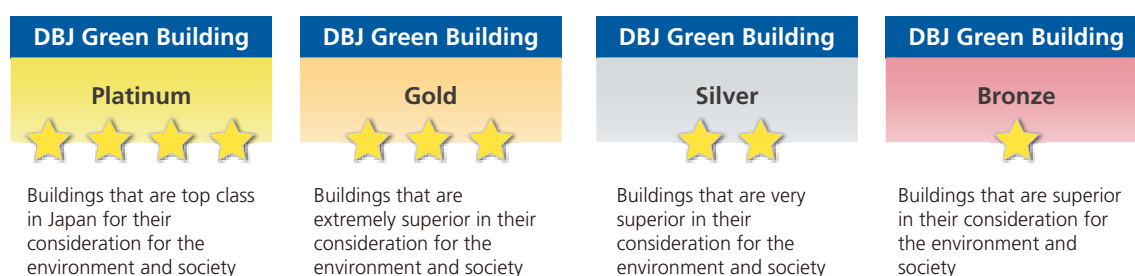 DBJ Green Building
Platinum
Buildings that are top class
in Japan for their
consideration for the
environment and society
DBJ Green Building
Gold
Buildings that are
extremely superior in their
consideration for the
environment and society
DBJ Green Building
Silver
Buildings that are very
superior in their
consideration for the
environment and society
DBJ Green Building
Bronze
Buildings that are superior
in their consideration for
the environment and
society